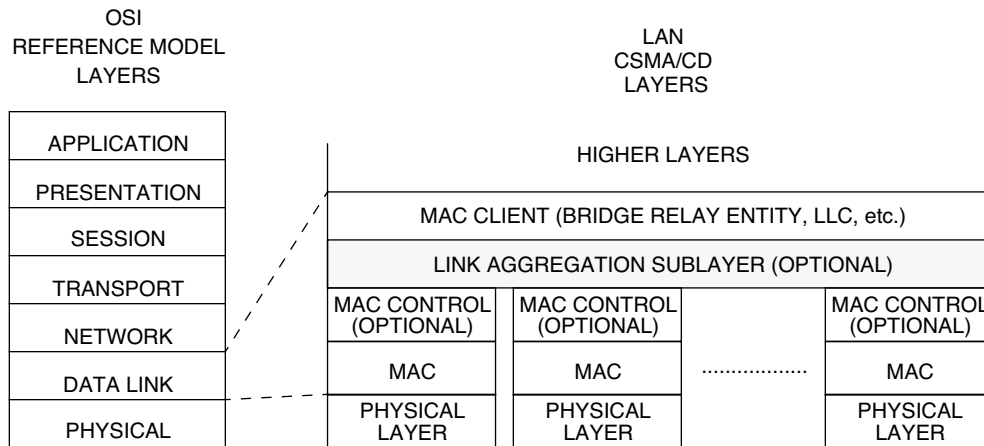 OSI
REFERENCE MODEL
LAYERS
APPLICATION
PRESENTATION
SESSION
TRANSPORT
NETWORK
DATA LINK
PHYSICAL
LAN
CSMA/CD
LAYERS
HIGHER LAYERS
MAC CLIENT (BRIDGE RELAY ENTITY, LLC, etc.)
LINK AGGREGATION SUBLAYER (OPTIONAL)
MAC CONTROL
(OPTIONAL)
MAC
PHYSICAL
LAYER
MAC CONTROL
(OPTIONAL)
MAC
PHYSICAL
LAYER
..................
MAC CONTROL
(OPTIONAL)
MAC
PHYSICAL
LAYER